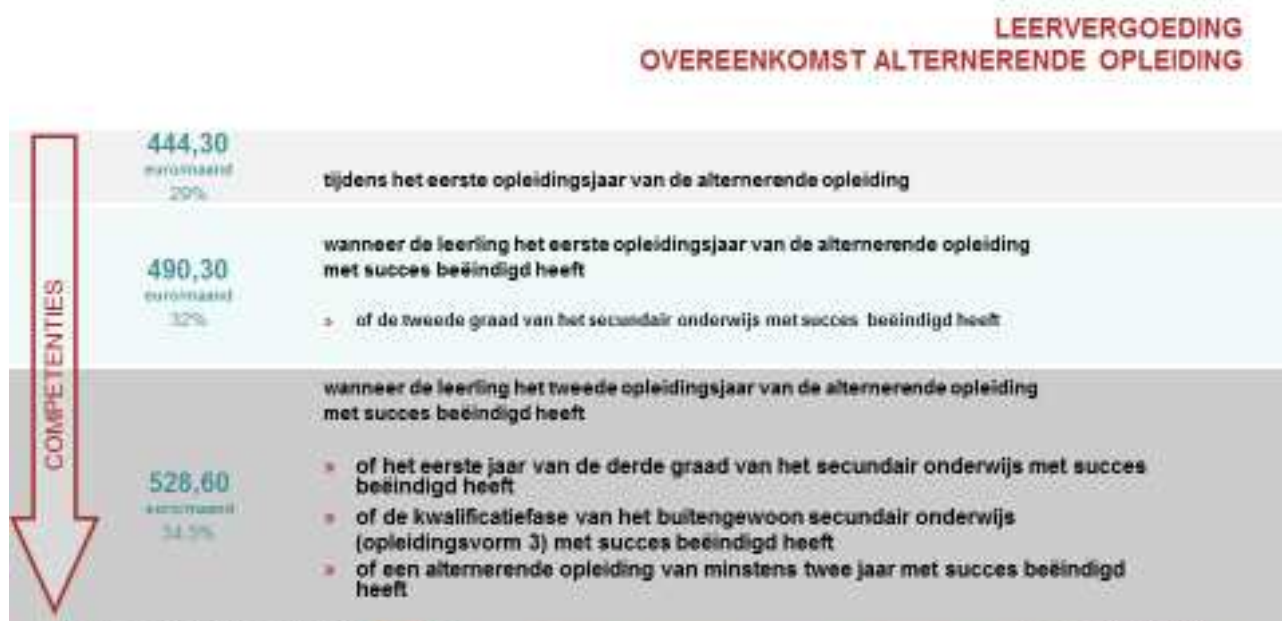 LEERVERGOEDING
OVEREENKOMST ALTERNERENDE OPLEIDING
COMPETENTIES
444,30
euro/maand
29%
tijdens het eerste opleidingsjaar van de alternerende opleiding
490,30
euro/maand
32%
wanneer de leerling het eerste opleidingsjaar van de alternerende opleiding
met succes beëindigd heeft
» of de tweede graad van het secundair onderwijs met succes beëindigd heeft
528,60
euro/maand
34,5%
wanneer de leerling het tweede opleidingsjaar van de alternerende opleiding
met succes beëindigd heeft
» of het eerste jaar van de derde graad van het secundair onderwijs met succes
beëindigd heeft
» of de kwalificatiefase van het buitengewoon secundair onderwijs
(opleidingsvorm 3) met succes beëindigd heeft
» of een alternerende opleiding van minstens twee jaar met succes beëindigd
heeft